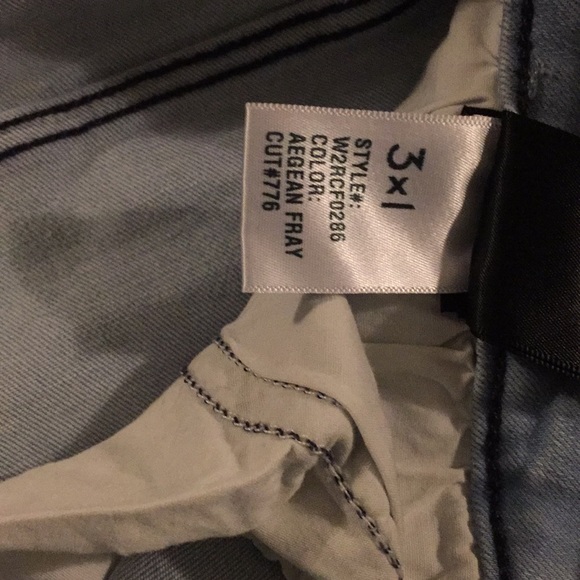 3x1
STYLE#:
W2RCF0286
COLOR:
AEGEAN FRAY
CUT#776